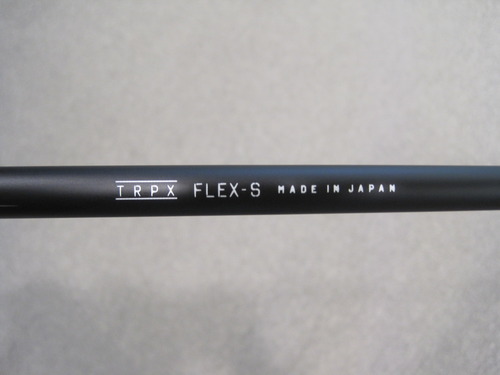 TRPX FLEX-S MADE IN JAPAN